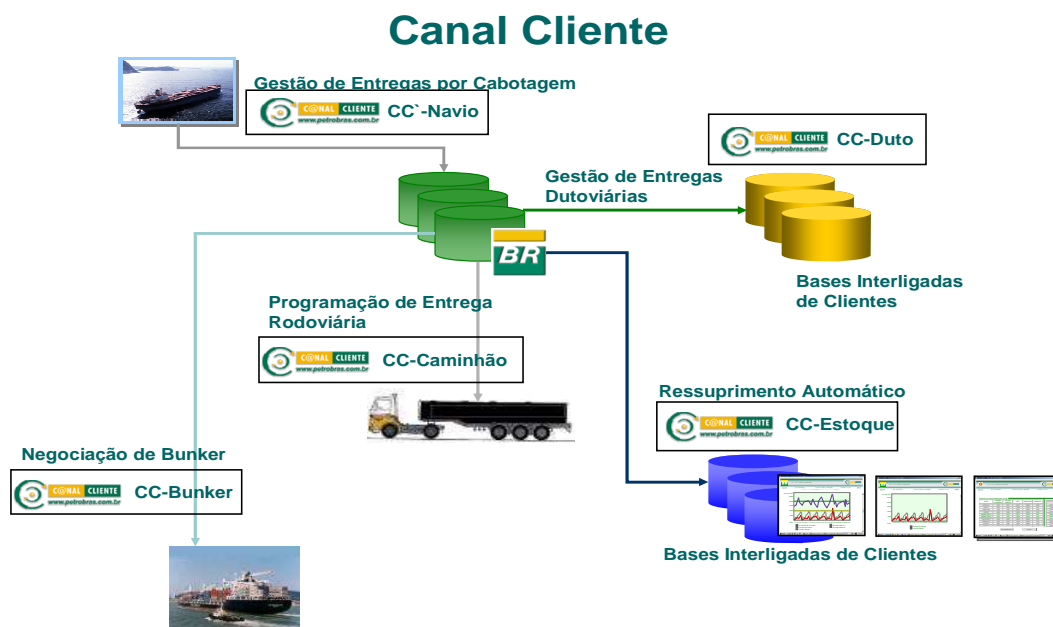 Canal Cliente
Gestão de Entregas por Cabotagem
C@NAL CLIENTE
www.petrobras.com.br
CC`-Navio
C@NAL CLIENTE
www.petrobras.com.br
CC-Duto
Gestão de Entregas
Dutoviárias
BR
Bases Interligadas
de Clientes
Programação de Entrega
Rodoviária
C@NAL CLIENTE
www.petrobras.com.br
CC-Caminhão
Ressuprimento Automático
C@NAL CLIENTE
www.petrobras.com.br
CC-Estoque
Negociação de Bunker
C@NAL CLIENTE
www.petrobras.com.br
CC-Bunker
Bases Interligadas de Clientes